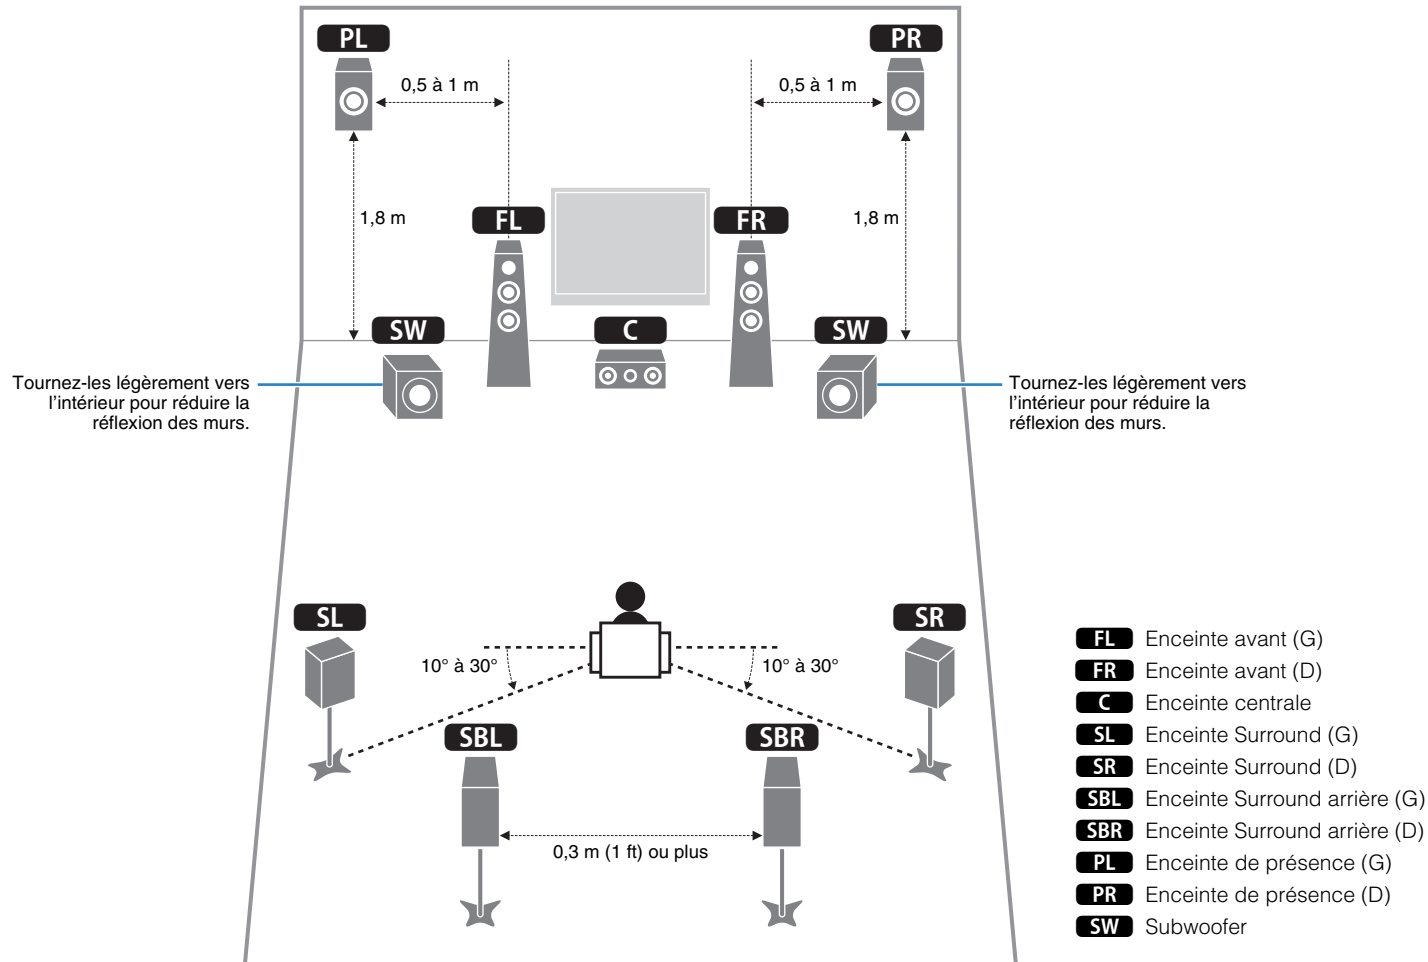 PL
PR
0,5 à 1 m
0,5 à 1 m
1,8 m
FL
FR
1,8 m
SW
C
SW
Tournez-les légèrement vers
l'intérieur pour réduire la
réflexion des murs.
Tournez-les légèrement vers
l'intérieur pour réduire la
réflexion des murs.
SL
SR
10° à 30°
10° à 30°
SBL
SBR
0,3 m (1 ft) ou plus
FL Enceinte avant (G)
FR Enceinte avant (D)
C Enceinte centrale
SL Enceinte Surround (G)
SR Enceinte Surround (D)
SBL Enceinte Surround arrière (G)
SBR Enceinte Surround arrière (D)
PL Enceinte de présence (G)
PR Enceinte de présence (D)
SW Subwoofer